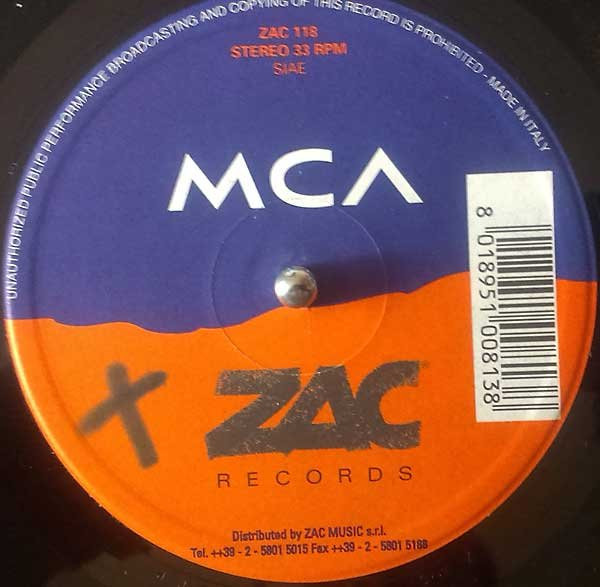 UNAUTHORIZED PUBLIC PERFORMANCE BROADCASTING AND COPYING OF THIS RECORD IS PROHIBITED - MADE IN ITALY
ZAC 118
STEREO 33 RPM
SIAE
MCΛ
8 018951 008138
ZAC
RECORDS
Distributed by ZAC MUSIC s.r.l.
Tel. ++39 - 2 - 5801 5015 Fax ++39 - 2 - 5801 5168